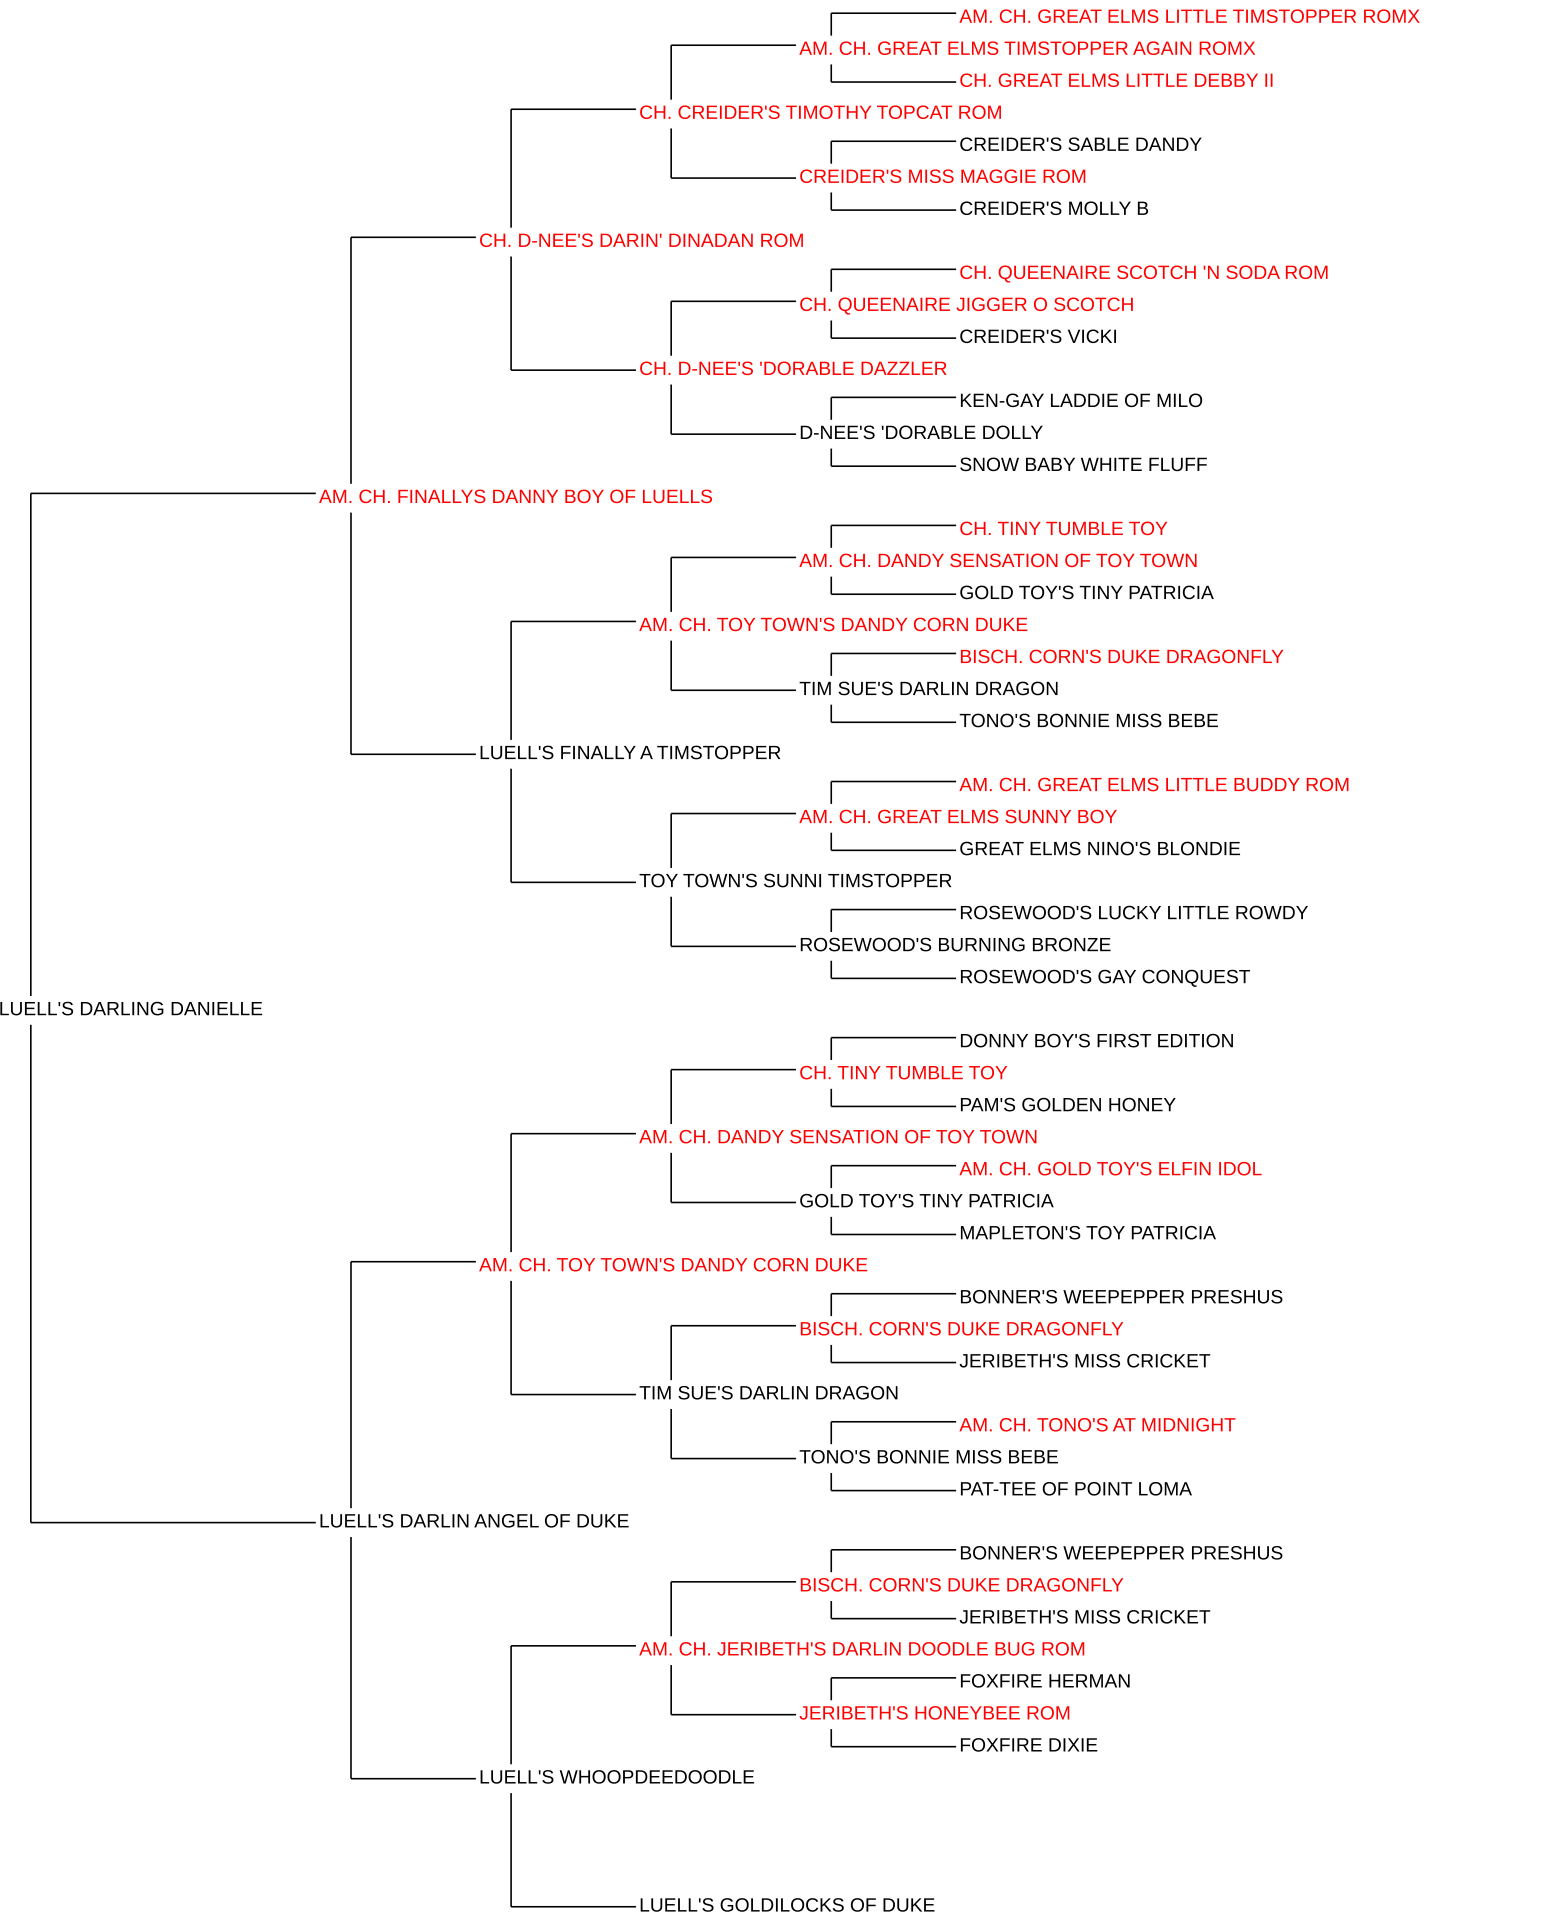 AM. CH. GREAT ELMS LITTLE TIMSTOPPER ROMX
AM. CH. GREAT ELMS TIMSTOPPER AGAIN ROMX
CH. GREAT ELMS LITTLE DEBBY II
CH. CREIDER'S TIMOTHY TOPCAT ROM
CREIDER'S SABLE DANDY
CREIDER'S MISS MAGGIE ROM
CREIDER'S MOLLY B
CH. D-NEE'S DARIN' DINADAN ROM
CH. QUEENAIRE SCOTCH 'N SODA ROM
CH. QUEENAIRE JIGGER O SCOTCH
CREIDER'S VICKI
CH. D-NEE'S 'DORABLE DAZZLER
KEN-GAY LADDIE OF MILO
D-NEE'S 'DORABLE DOLLY
SNOW BABY WHITE FLUFF
AM. CH. FINALLYS DANNY BOY OF LUELLS
CH. TINY TUMBLE TOY
AM. CH. DANDY SENSATION OF TOY TOWN
GOLD TOY'S TINY PATRICIA
AM. CH. TOY TOWN'S DANDY CORN DUKE
BISCH. CORN'S DUKE DRAGONFLY
TIM SUE'S DARLIN DRAGON
TONO'S BONNIE MISS BEBE
LUELL'S FINALLY A TIMSTOPPER
AM. CH. GREAT ELMS LITTLE BUDDY ROM
AM. CH. GREAT ELMS SUNNY BOY
GREAT ELMS NINO'S BLONDIE
TOY TOWN'S SUNNI TIMSTOPPER
ROSEWOOD'S LUCKY LITTLE ROWDY
ROSEWOOD'S BURNING BRONZE
ROSEWOOD'S GAY CONQUEST
LUELL'S DARLING DANIELLE
DONNY BOY'S FIRST EDITION
CH. TINY TUMBLE TOY
PAM'S GOLDEN HONEY
AM. CH. DANDY SENSATION OF TOY TOWN
AM. CH. GOLD TOY'S ELFIN IDOL
GOLD TOY'S TINY PATRICIA
MAPLETON'S TOY PATRICIA
AM. CH. TOY TOWN'S DANDY CORN DUKE
BONNER'S WEEPEPPER PRESHUS
BISCH. CORN'S DUKE DRAGONFLY
JERIBETH'S MISS CRICKET
TIM SUE'S DARLIN DRAGON
AM. CH. TONO'S AT MIDNIGHT
TONO'S BONNIE MISS BEBE
PAT-TEE OF POINT LOMA
LUELL'S DARLIN ANGEL OF DUKE
BONNER'S WEEPEPPER PRESHUS
BISCH. CORN'S DUKE DRAGONFLY
JERIBETH'S MISS CRICKET
AM. CH. JERIBETH'S DARLIN DOODLE BUG ROM
FOXFIRE HERMAN
JERIBETH'S HONEYBEE ROM
FOXFIRE DIXIE
LUELL'S WHOOPDEEDOODLE
LUELL'S GOLDILOCKS OF DUKE